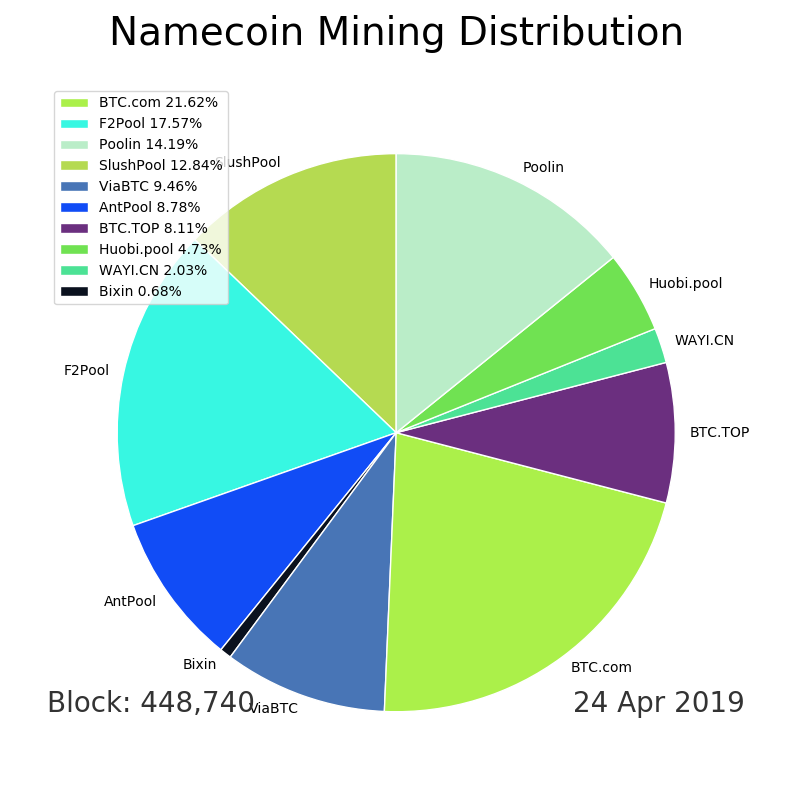 Namecoin Mining Distribution
BTC.com 21.62%
F2Pool 17.57%
Poolin 14.19%
SlushPool 12.84%
ViaBTC 9.46%
AntPool 8.78%
BTC.TOP 8.11%
Huobi.pool 4.73%
WAYI.CN 2.03%
Bixin 0.68%
SlushPool
Poolin
Huobi.pool
WAYI.CN
F2Pool
BTC.TOP
AntPool
Bixin
BTC.com
ViaBTC
Block: 448,740
24 Apr 2019